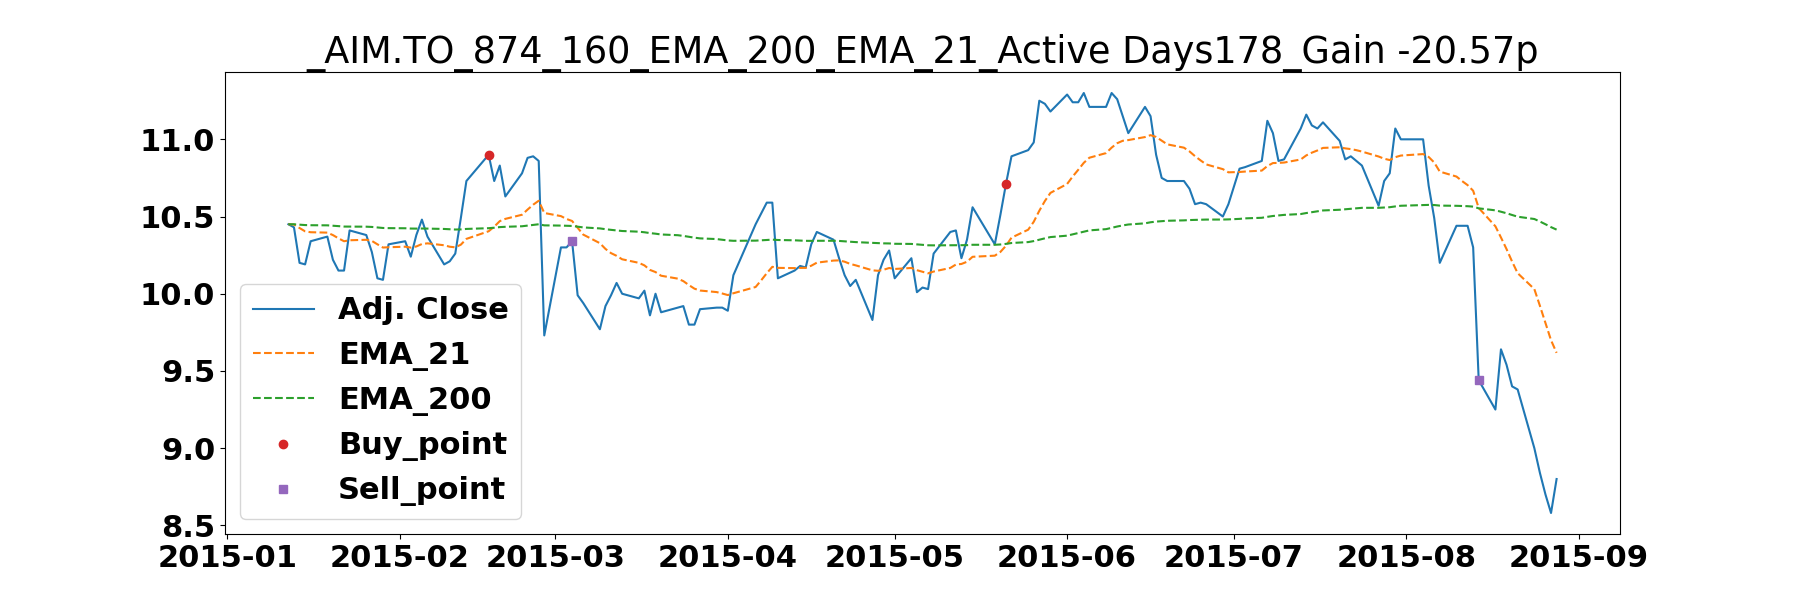 _AIM.TO_874_160_EMA_200_EMA_21_Active Days178_Gain -20.57p
11.0
10.5
10.0
9.5
9.0
8.5
Adj. Close
EMA_21
EMA_200
Buy_point
Sell_point
2015-01 2015-02 2015-03 2015-04 2015-05 2015-06 2015-07 2015-08 2015-09